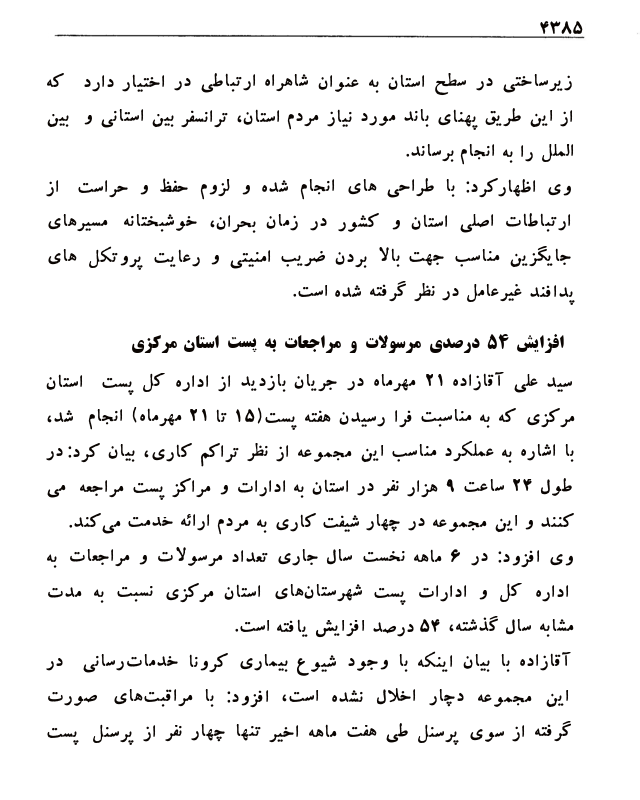 ۴۳۸۵
زیرساختی در سطح استان به عنوان شاهراه ارتباطی در اختیار دارد که
از این طریق پهنای باند مورد نیاز مردم استان، ترانسفر بین استانی و بین
الملل را به انجام برساند.
وی اظهارکرد: با طراحی های انجام شده و لزوم حفظ و حراست از
ارتباطات اصلی استان و کشور در زمان بحران، خوشبختانه مسیرهای
جایگزین مناسب جهت بالا بردن ضریب امنیتی و رعایت پروتکل های
پدافند غیرعامل در نظر گرفته شده است.
افزایش ۵۴ درصدی مرسولات و مراجعات به پست استان مرکزی
سید علی آقازاده ۲۱ مهرماه در جریان بازدید از اداره کل پست استان
مرکزی که به مناسبت فرا رسیدن هفته پست(۱۵ تا ۲۱ مهرماه) انجام شد،
با اشاره به عملکرد مناسب این مجموعه از نظر تراکم کاری، بیان کرد: در
طول ۲۴ ساعت ۹ هزار نفر در استان به ادارات و مراکز پست مراجعه می
کنند و این مجموعه در چهار شیفت کاری به مردم ارائه خدمت می‌کند.
وی افزود: در ۶ ماهه نخست سال جاری تعداد مرسولات و مراجعات به
اداره کل و ادارات پست شهرستان‌های استان مرکزی نسبت به مدت
مشابه سال گذشته، ۵۴ درصد افزایش یافته است.
آقازاده با بیان اینکه با وجود شیوع بیماری کرونا خدمات‌رسانی در
این مجموعه دچار اخلال نشده است، افزود: با مراقبت‌های صورت
گرفته از سوی پرسنل طی هفت ماهه اخیر تنها چهار نفر از پرسنل پست